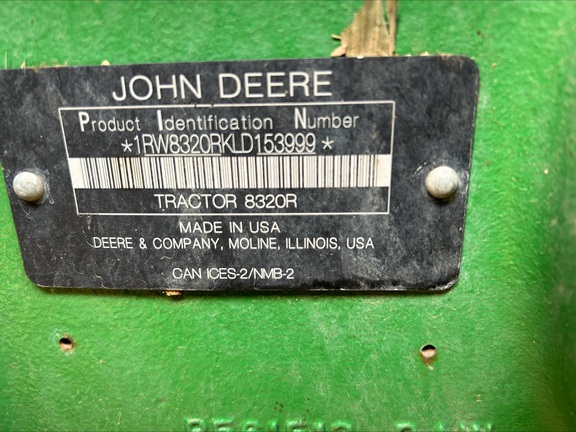 JOHN DEERE
Product Identification Number
*1RW8320RKLD153999*
TRACTOR 8320R
MADE IN USA
DEERE & COMPANY, MOLINE, ILLINOIS, USA
CAN ICES-2/NMB-2